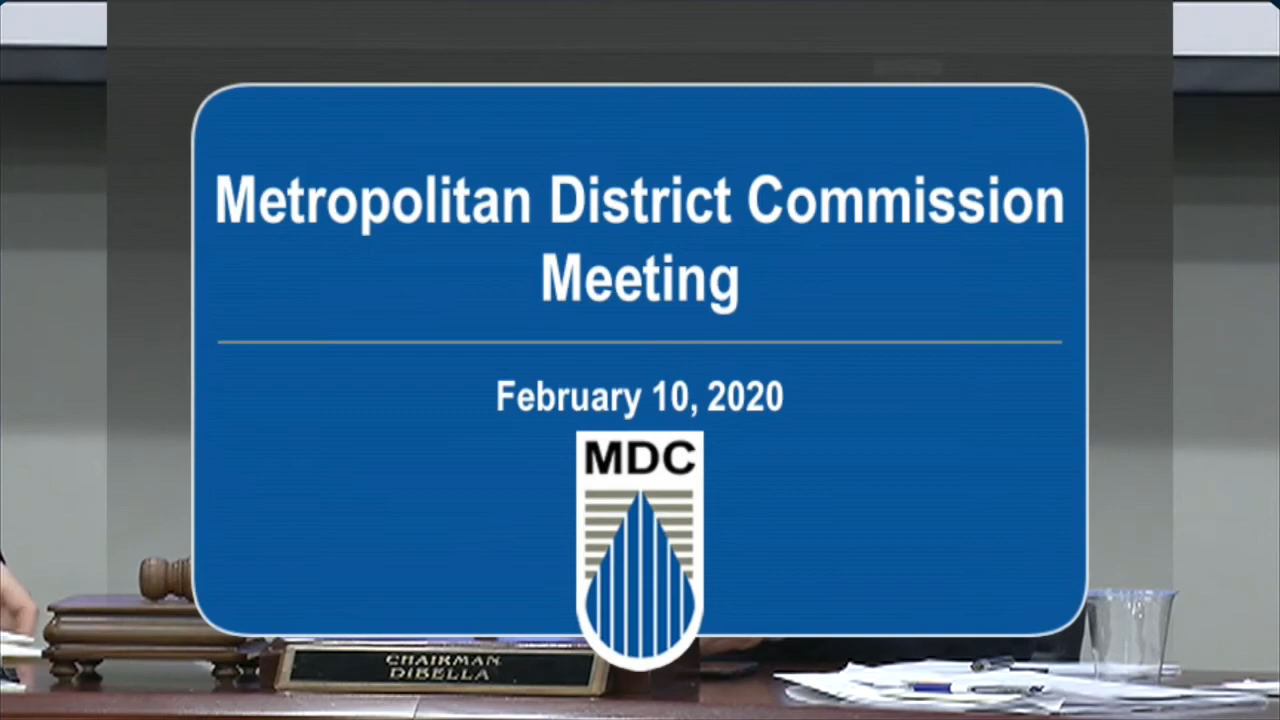 Metropolitan District Commission
Meeting
February 10, 2020
MDC
CHAIRMAN
DIBELLA